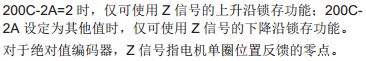 200C-2A=2 时，仅可使用 Z 信号的上升沿锁存功能；200C-
2A 设定为其他值时，仅可使用 Z 信号的下降沿锁存功能。
对于绝对值编码器，Z 信号指电机单圈位置反馈的零点。